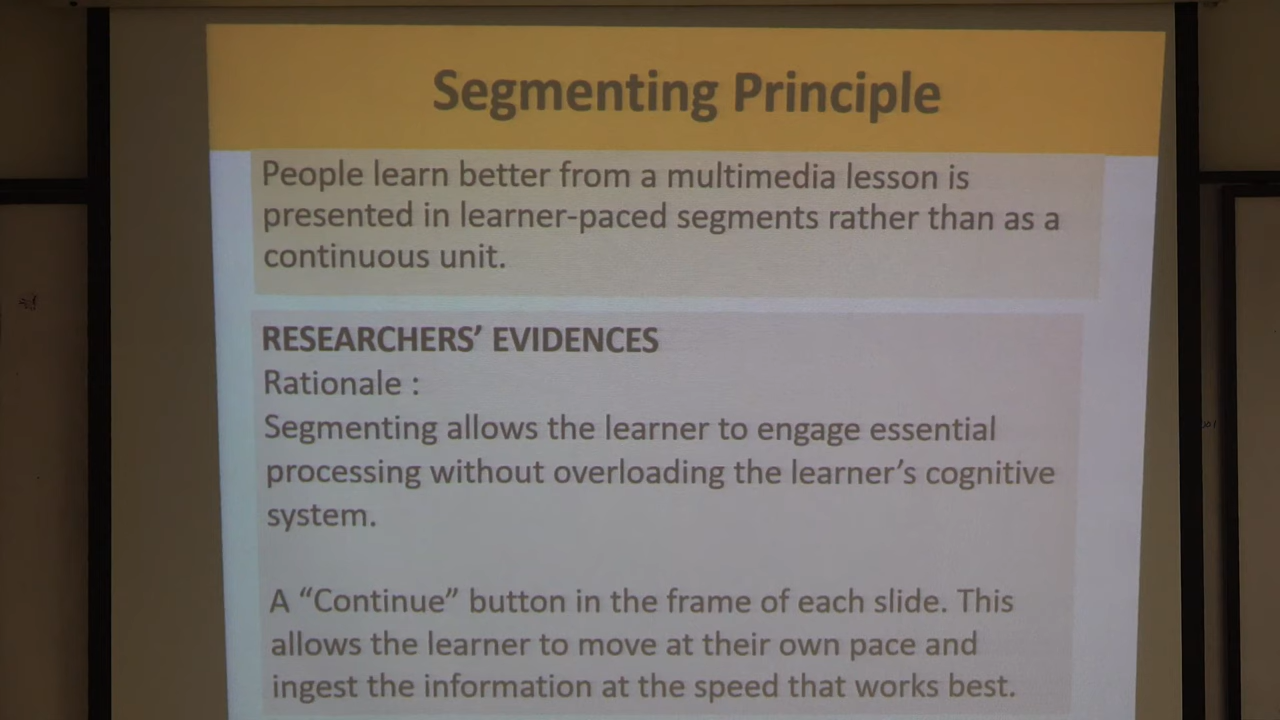 Segmenting Principle
People learn better from a multimedia lesson is
presented in learner-paced segments rather than as a
continuous unit.
RESEARCHERS’ EVIDENCES
Rationale :
Segmenting allows the learner to engage essential
processing without overloading the learner’s cognitive
system.
A “Continue” button in the frame of each slide. This
allows the learner to move at their own pace and
ingest the information at the speed that works best.